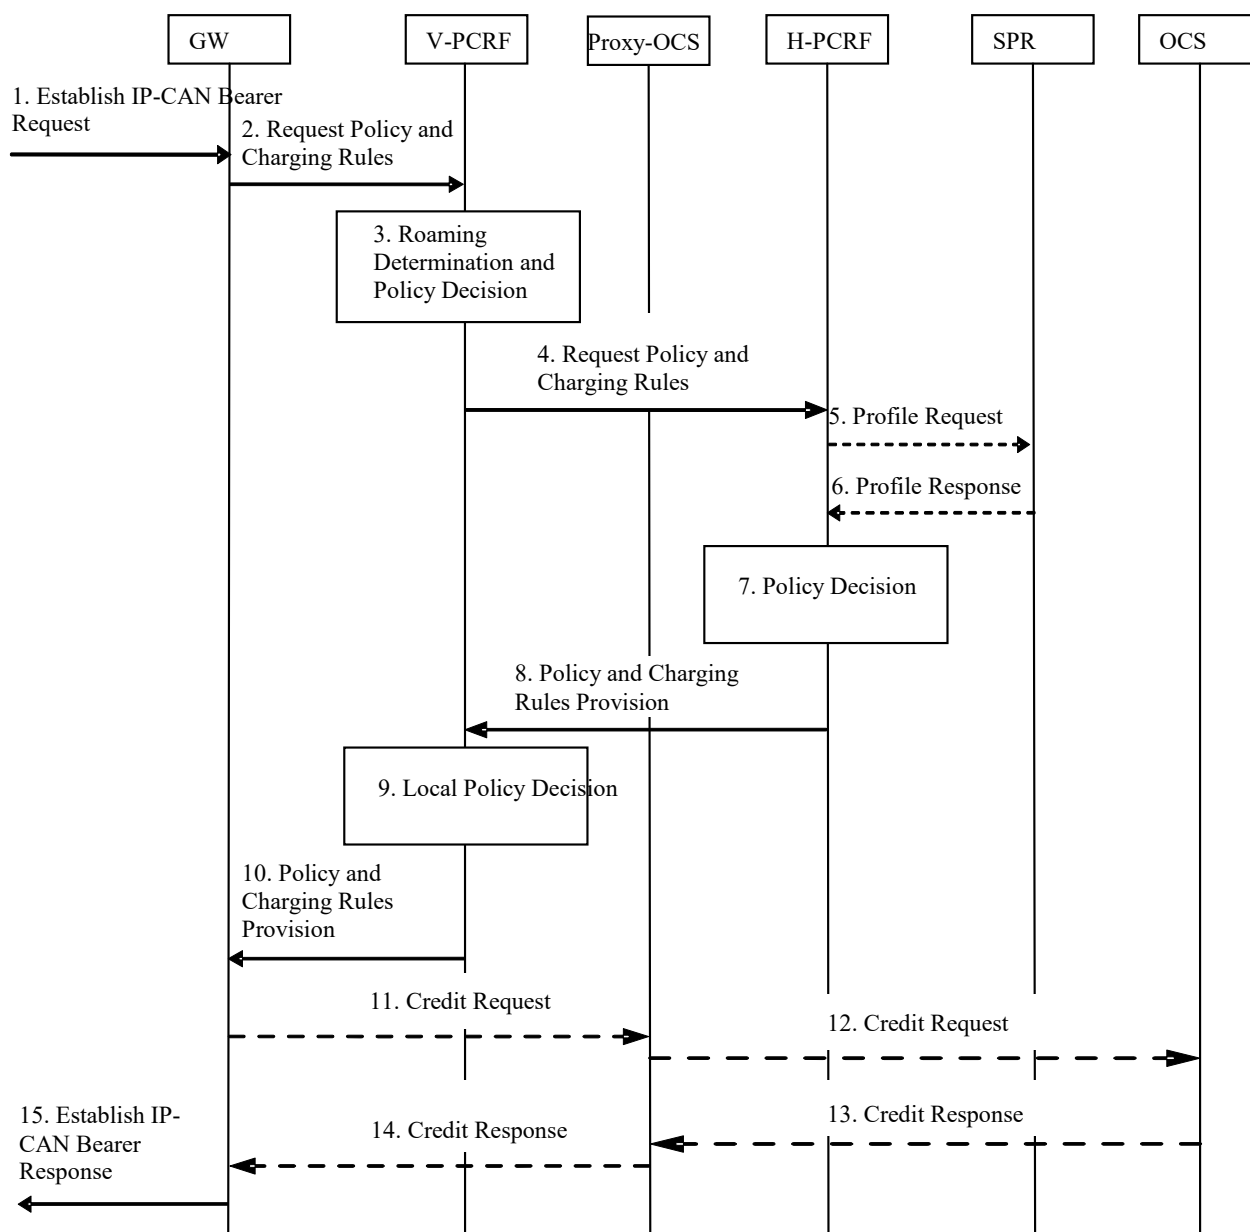 GW
V-PCRF
Proxy-OCS
H-PCRF
SPR
OCS
1. Establish IP-CAN Bearer
Request
2. Request Policy and
Charging Rules
3. Roaming
Determination and
Policy Decision
4. Request Policy and
Charging Rules
5. Profile Request
6. Profile Response
7. Policy Decision
8. Policy and Charging
Rules Provision
9. Local Policy Decision
10. Policy and
Charging Rules
Provision
11. Credit Request
12. Credit Request
13. Credit Response
14. Credit Response
15. Establish IP-
CAN Bearer
Response